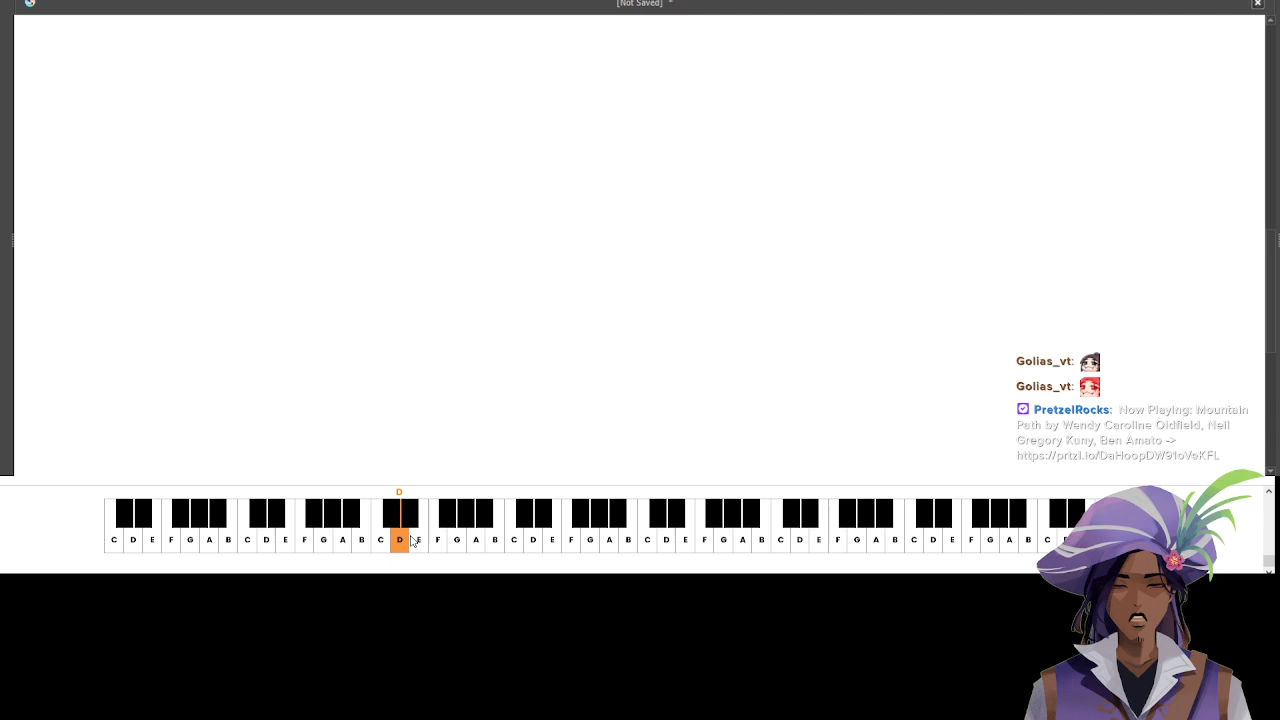 [Not Saved] *
Golias_vt:
Golias_vt:
PretzelRocks: Now Playing: Mountain
Path by Wendy Caroline Oldfield, Neil
Gregory Kuny, Ben Amato ->
https://prtzl.io/DaHoopDW91oVeKFL
D
C D E F G A B C D E F G A B C D E F G A B C D E F G A B C D E F G A B C D E F G A B C D E F G A B C